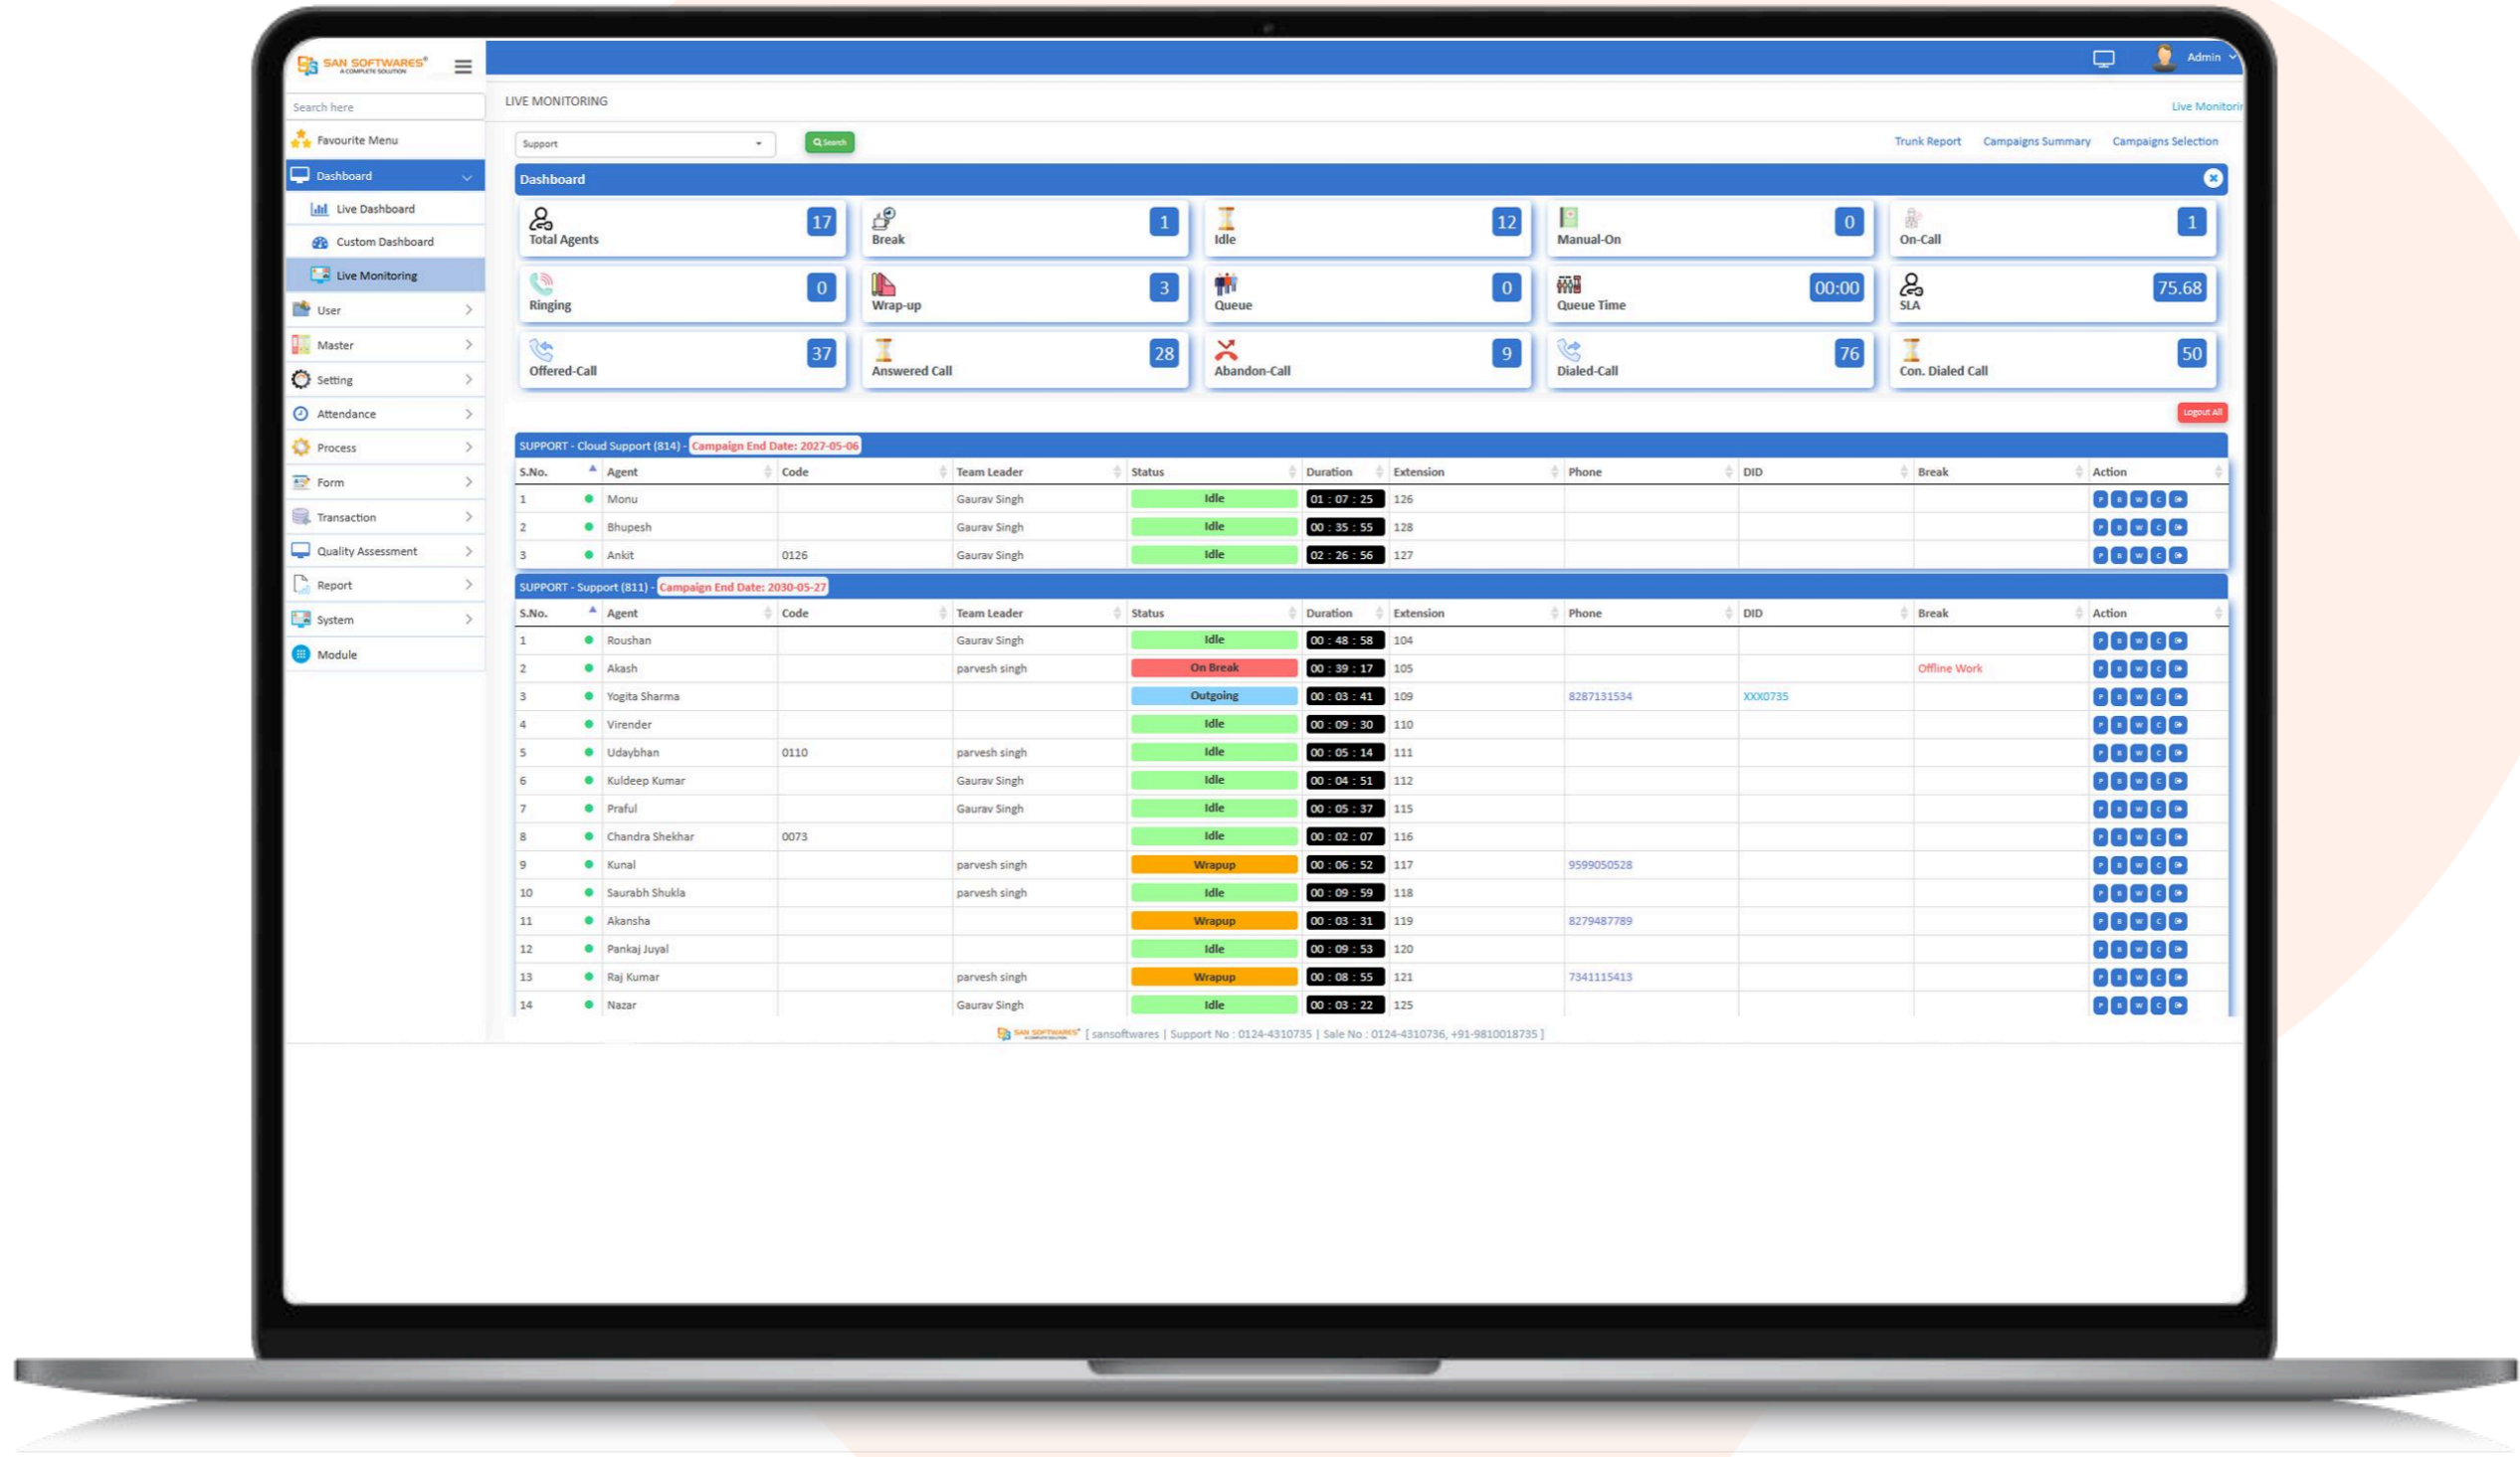 SAN SOFTWARES®
A COMPLETE SOLUTION
Admin
Search here
Favourite Menu
Dashboard
Live Dashboard
Custom Dashboard
Live Monitoring
User
Master
Setting
Attendance
Process
Form
Transaction
Quality Assessment
Report
System
Module
LIVE MONITORING
Live Monitorin
Support
Search
Trunk Report Campaigns Summary Campaigns Selection
Dashboard
Total Agents 17
Break 1
Idle 12
Manual-On 0
On-Call 1
Ringing 0
Wrap-up 3
Queue 0
Queue Time 00:00
SLA 75.68
Offered-Call 37
Answered Call 28
Abandon-Call 9
Dialed-Call 76
Con. Dialed Call 50
Logout All
SUPPORT - Cloud Support (814) - Campaign End Date: 2027-05-06
S.No. Agent Code Team Leader Status Duration Extension Phone DID Break Action
1 Monu Gaurav Singh Idle 01 : 07 : 25 126 P B W C
2 Bhupesh Gaurav Singh Idle 00 : 35 : 55 128 P B W C
3 Ankit 0126 Gaurav Singh Idle 02 : 26 : 56 127 P B W C
SUPPORT - Support (811) - Campaign End Date: 2030-05-27
S.No. Agent Code Team Leader Status Duration Extension Phone DID Break Action
1 Roushan Gaurav Singh Idle 00 : 48 : 58 104 P B W C
2 Akash parvesh singh On Break 00 : 39 : 17 105 Offline Work P B W C
3 Yogita Sharma Outgoing 00 : 03 : 41 109 8287131534 XXX0735 P B W C
4 Virender Idle 00 : 09 : 30 110 P B W C
5 Udaybhan 0110 parvesh singh Idle 00 : 05 : 14 111 P B W C
6 Kuldeep Kumar Gaurav Singh Idle 00 : 04 : 51 112 P B W C
7 Praful Gaurav Singh Idle 00 : 05 : 37 115 P B W C
8 Chandra Shekhar 0073 Idle 00 : 02 : 07 116 P B W C
9 Kunal parvesh singh Wrapup 00 : 06 : 52 117 9599050528 P B W C
10 Saurabh Shukla parvesh singh Idle 00 : 09 : 59 118 P B W C
11 Akansha Wrapup 00 : 03 : 31 119 8279487789 P B W C
12 Pankaj Juyal Idle 00 : 09 : 53 120 P B W C
13 Raj Kumar parvesh singh Wrapup 00 : 08 : 55 121 7341115413 P B W C
14 Nazar Gaurav Singh Idle 00 : 03 : 22 125 P B W C
SAN SOFTWARES® [ sansoftwares | Support No : 0124-4310735 | Sale No : 0124-4310736, +91-9810018735 ]
A COMPLETE SOLUTION